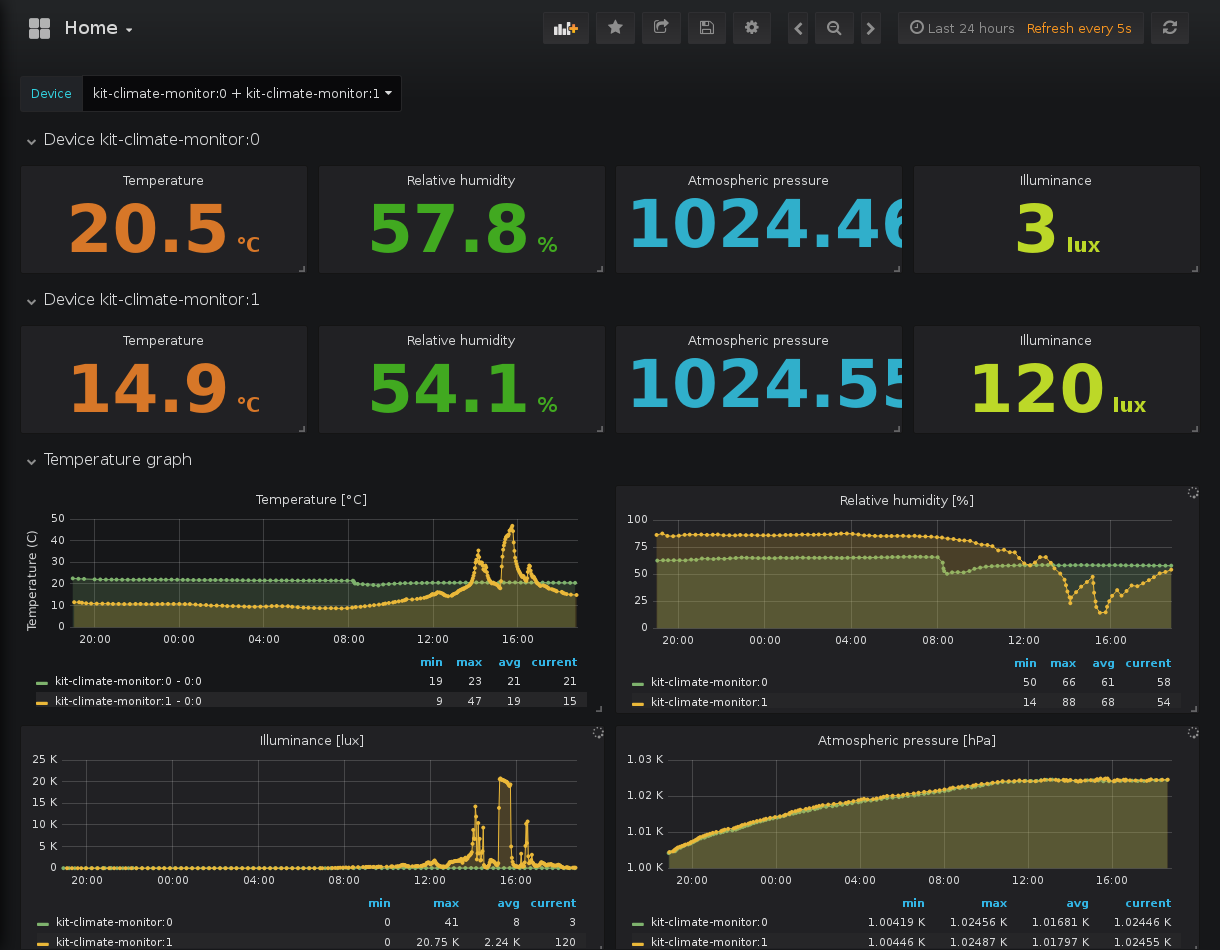 Home
Last 24 hours Refresh every 5s
Device kit-climate-monitor:0 + kit-climate-monitor:1
Device kit-climate-monitor:0
Temperature Relative humidity Atmospheric pressure Illuminance
20.5 °C 57.8 % 1024.46 3 lux
Device kit-climate-monitor:1
Temperature Relative humidity Atmospheric pressure Illuminance
14.9 °C 54.1 % 1024.55 120 lux
Temperature graph
Temperature [°C]
Temperature (C)
50
40
30
20
10
0
20:00 00:00 04:00 08:00 12:00 16:00
min max avg current
kit-climate-monitor:0 - 0:0 19 23 21 21
kit-climate-monitor:1 - 0:0 9 47 19 15
Relative humidity [%]
100
75
50
25
0
20:00 00:00 04:00 08:00 12:00 16:00
min max avg current
kit-climate-monitor:0 50 66 61 58
kit-climate-monitor:1 14 88 68 54
Illuminance [lux]
25 K
20 K
15 K
10 K
5 K
0
20:00 00:00 04:00 08:00 12:00 16:00
min max avg current
kit-climate-monitor:0 0 41 8 3
kit-climate-monitor:1 0 20.75 K 2.24 K 120
Atmospheric pressure [hPa]
1.03 K
1.02 K
1.01 K
1.00 K
20:00 00:00 04:00 08:00 12:00 16:00
min max avg current
kit-climate-monitor:0 1.00419 K 1.02456 K 1.01681 K 1.02446 K
kit-climate-monitor:1 1.00446 K 1.02487 K 1.01797 K 1.02455 K